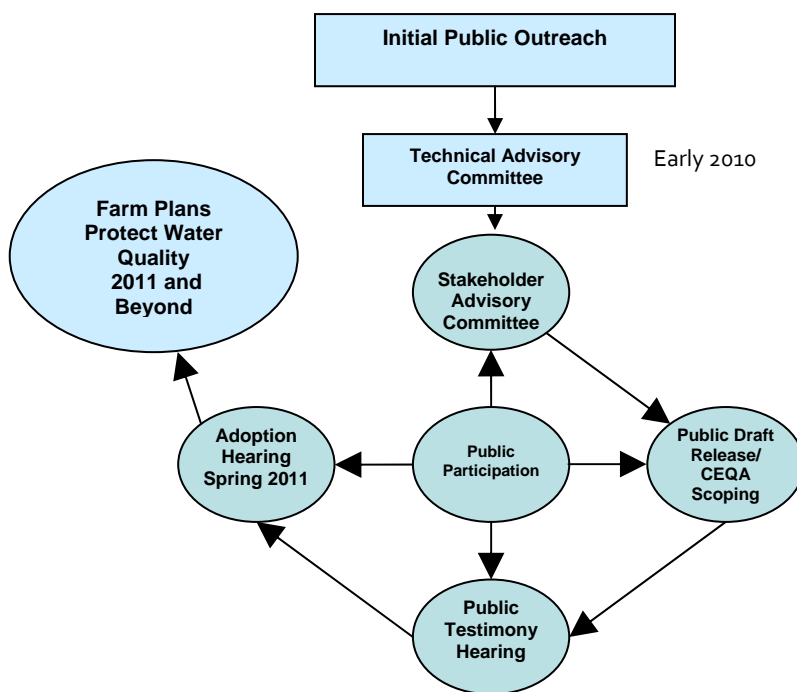 Initial Public Outreach
Technical Advisory
Committee
Early 2010
Farm Plans
Protect Water
Quality
2011 and
Beyond
Stakeholder
Advisory
Committee
Adoption
Hearing
Spring 2011
Public
Participation
Public Draft
Release/
CEQA
Scoping
Public
Testimony
Hearing